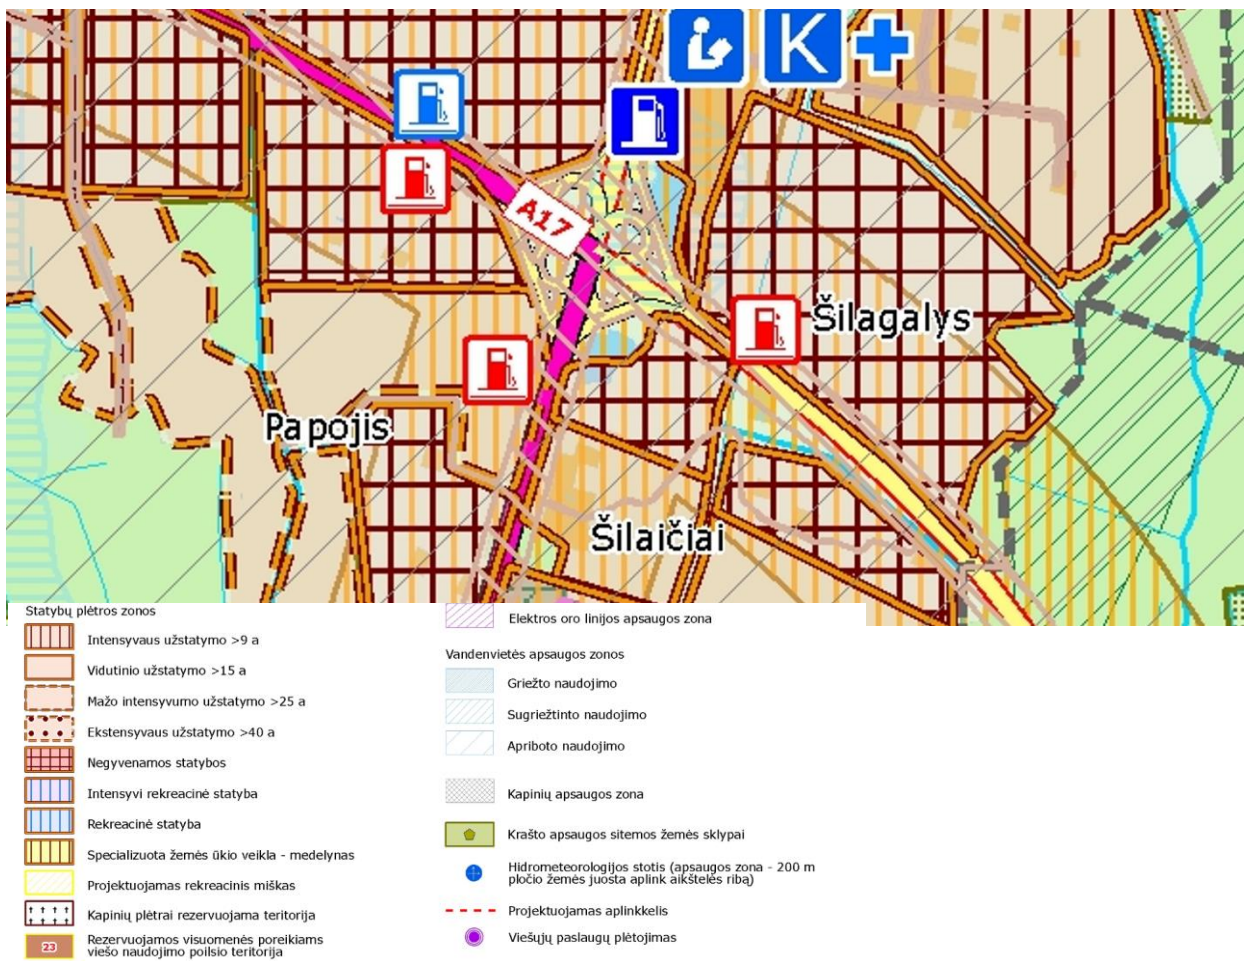 K
A17
Šilagalys
Papojis
Šilaičiai
Statybų plėtros zonos
Intensyvaus užstatymo >9 a
Vidutinio užstatymo >15 a
Mažo intensyvumo užstatymo >25 a
Ekstensyvaus užstatymo >40 a
Negyvenamos statybos
Intensyvi rekreacinė statyba
Rekreacinė statyba
Specializuota žemės ūkio veikla - medelynas
Projektuojamas rekreacinis miškas
Kapinių plėtrai rezervuojama teritorija
23
Rezervuojamos visuomenės poreikiams
viešo naudojimo poilsio teritorija
Elektros oro linijos apsaugos zona
Vandenvietės apsaugos zonos
Griežto naudojimo
Sugriežtinto naudojimo
Apriboto naudojimo
Kapinių apsaugos zona
Krašto apsaugos sitemos žemės sklypai
Hidrometeorologijos stotis (apsaugos zona - 200 m
pločio žemės juosta aplink aikštelės ribą)
Projektuojamas aplinkkelis
Viešųjų paslaugų plėtojimas